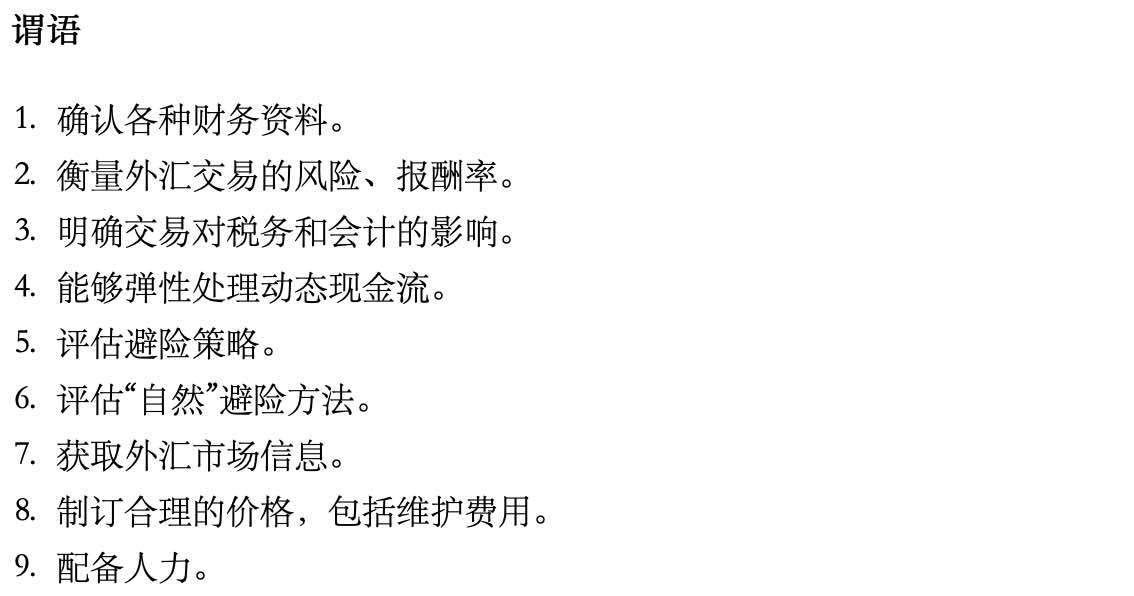 谓语
1. 确认各种财务资料。
2. 衡量外汇交易的风险、报酬率。
3. 明确交易对税务和会计的影响。
4. 能够弹性处理动态现金流。
5. 评估避险策略。
6. 评估“自然”避险方法。
7. 获取外汇市场信息。
8. 制订合理的价格，包括维护费用。
9. 配备人力。